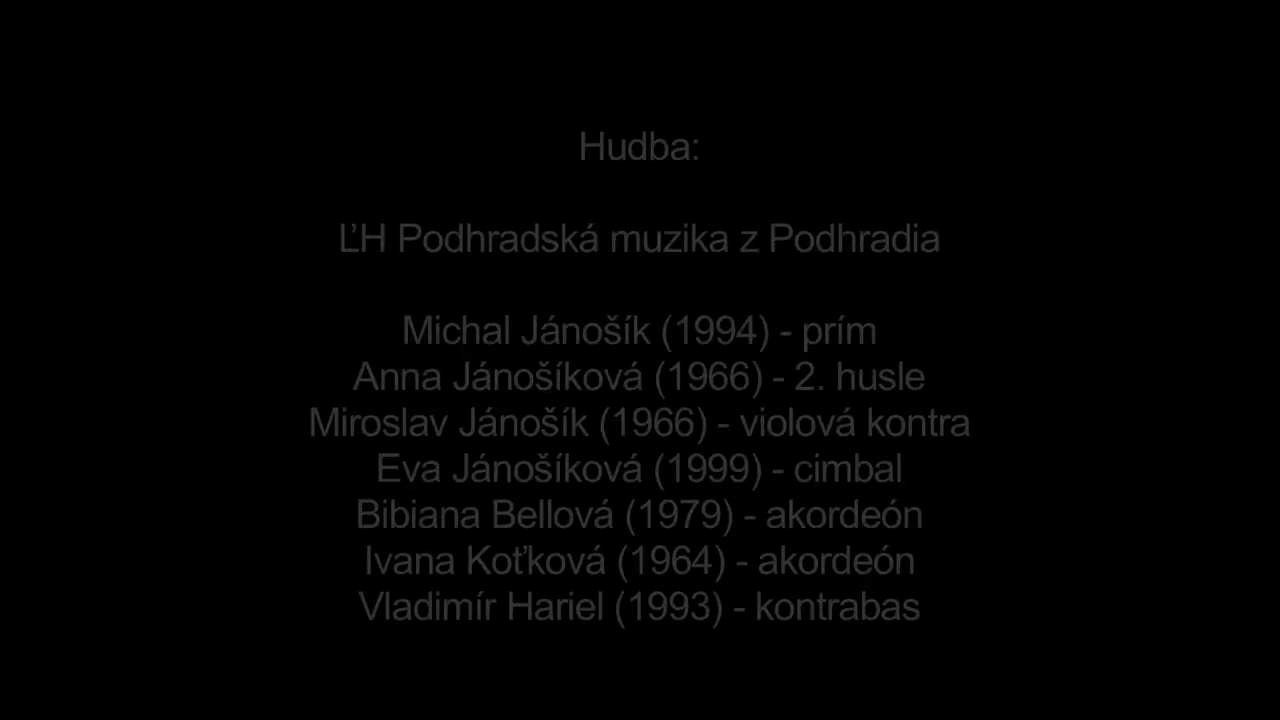 Hudba:
ĽH Podhradská muzika z Podhradia
Michal Jánošík (1994) - prím
Anna Jánošíková (1966) - 2. husle
Miroslav Jánošík (1966) - violová kontra
Eva Jánošíková (1999) - cimbal
Bibiana Bellová (1979) - akordeón
Ivana Koťková (1964) - akordeón
Vladimír Hariel (1993) - kontrabas